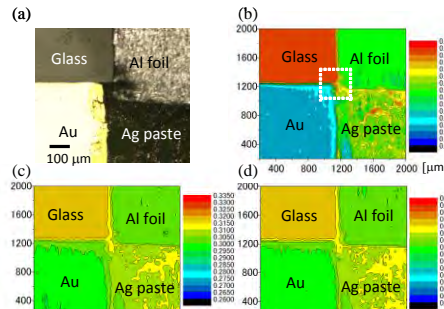 (a)
Glass
Al foil
Au
Ag paste
100 μm
(b)
2000
1600
1200
800
400
Glass
Al foil
Au
Ag paste
400
800
1200
1600
2000
[μm
(c)
2000
1600
1200
800
400
Glass
Al foil
Au
Ag paste
0.3350
0.3300
0.3250
0.3200
0.3150
0.3100
0.3050
0.3000
0.2950
0.2900
0.2850
0.2800
0.2750
0.2700
0.2650
0.2600
(d)
2000
1600
1200
800
400
Glass
Al foil
Au
Ag paste